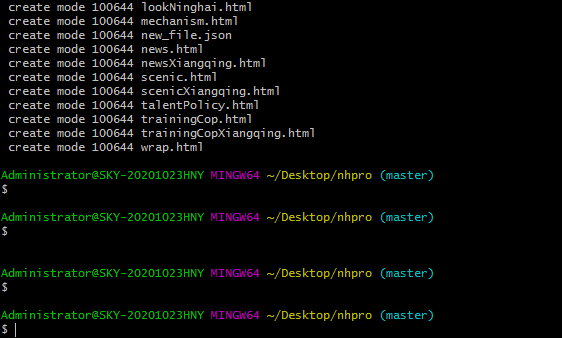 create mode 100644 lookNinghai.html
create mode 100644 mechanism.html
create mode 100644 new_file.json
create mode 100644 news.html
create mode 100644 newsXiangqing.html
create mode 100644 scenic.html
create mode 100644 scenicXiangqing.html
create mode 100644 talentPolicy.html
create mode 100644 trainingCop.html
create mode 100644 trainingCopXiangqing.html
create mode 100644 wrap.html
Administrator@SKY-20201023HNY MINGW64 ~/Desktop/nhpro (master)
$
Administrator@SKY-20201023HNY MINGW64 ~/Desktop/nhpro (master)
$
Administrator@SKY-20201023HNY MINGW64 ~/Desktop/nhpro (master)
$
Administrator@SKY-20201023HNY MINGW64 ~/Desktop/nhpro (master)
$